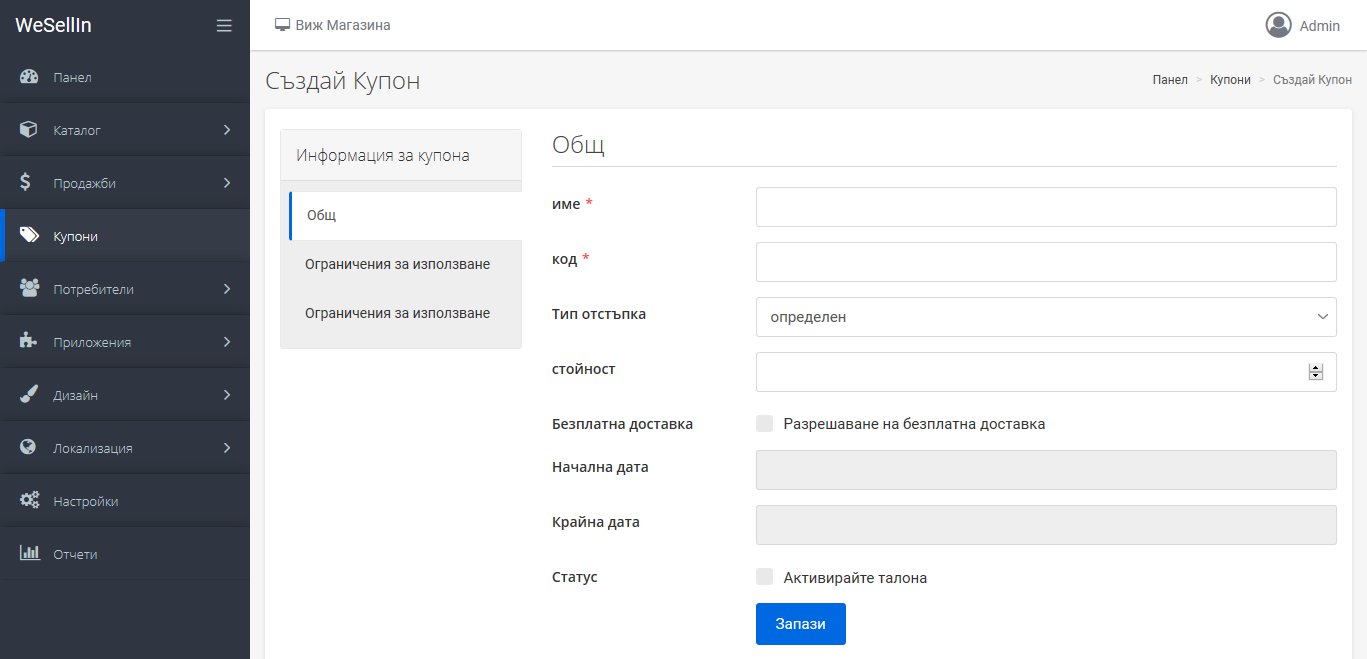 WeSellIn
Виж Магазина
Admin
Панел
Каталог
Продажби
Купони
Потребители
Приложения
Дизайн
Локализация
Настройки
Отчети
Създай Купон
Панел > Купони > Създай Купон
Информация за купона
Общ
Ограничения за използване
Ограничения за използване
Общ
име *
код *
Тип отстъпка
определен
стойност
Безплатна доставка
Разрешаване на безплатна доставка
Начална дата
Крайна дата
Статус
Активирайте талона
Запази